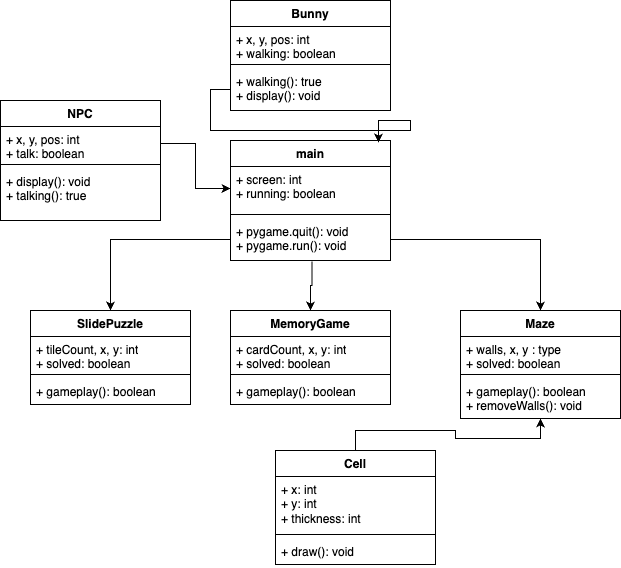 Bunny
+ x, y, pos: int
+ walking: boolean
+ walking(): true
+ display(): void
NPC
+ x, y, pos: int
+ talk: boolean
+ display(): void
+ talking(): true
main
+ screen: int
+ running: boolean
+ pygame.quit(): void
+ pygame.run(): void
SlidePuzzle
+ tileCount, x, y: int
+ solved: boolean
+ gameplay(): boolean
MemoryGame
+ cardCount, x, y: int
+ solved: boolean
+ gameplay(): boolean
Maze
+ walls, x, y : type
+ solved: boolean
+ gameplay(): boolean
+ removeWalls(): void
Cell
+ x: int
+ y: int
+ thickness: int
+ draw(): void